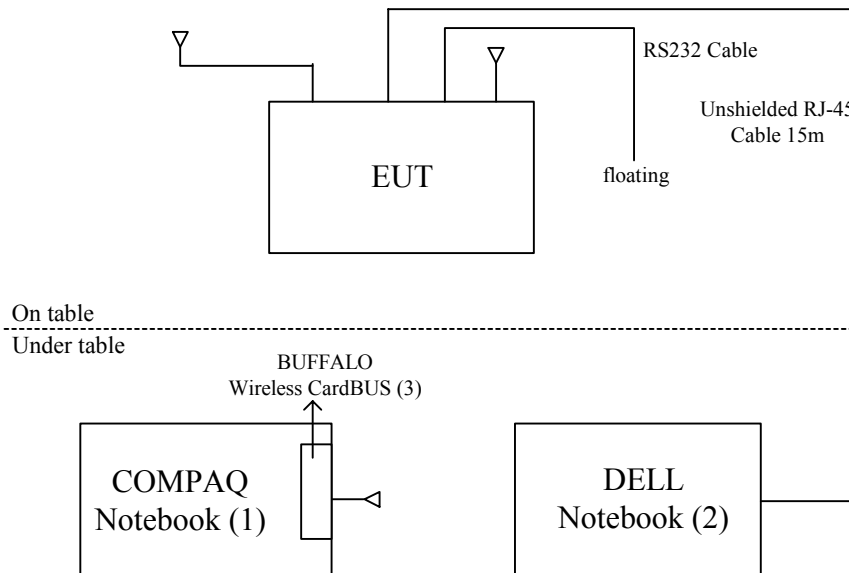 RS232 Cable
Unshielded RJ-45
Cable 15m
EUT
floating
On table
Under table
BUFFALO
Wireless CardBUS (3)
COMPAQ
Notebook (1)
DELL
Notebook (2)